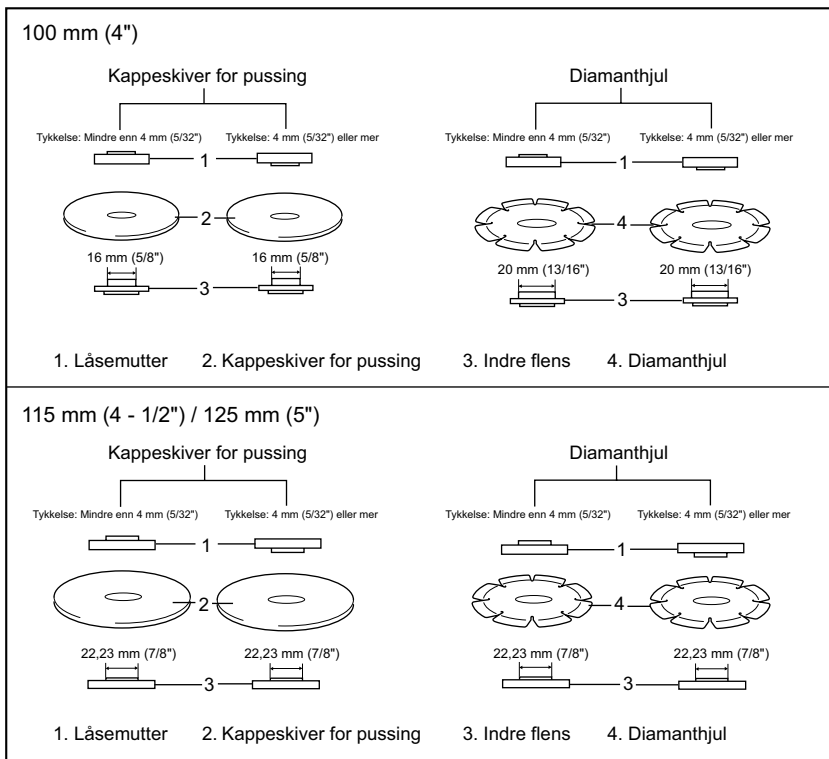 100 mm (4")
Kappeskiver for pussing
Diamanthjul
Tykkelse: Mindre enn 4 mm (5/32")
Tykkelse: 4 mm (5/32") eller mer
Tykkelse: Mindre enn 4 mm (5/32")
Tykkelse: 4 mm (5/32") eller mer
1
1
2
4
16 mm (5/8")
16 mm (5/8")
20 mm (13/16")
20 mm (13/16")
3
3
1. Låsemutter 2. Kappeskiver for pussing 3. Indre flens 4. Diamanthjul
115 mm (4 - 1/2") / 125 mm (5")
Kappeskiver for pussing
Diamanthjul
Tykkelse: Mindre enn 4 mm (5/32")
Tykkelse: 4 mm (5/32") eller mer
Tykkelse: Mindre enn 4 mm (5/32")
Tykkelse: 4 mm (5/32") eller mer
1
1
2
4
22,23 mm (7/8")
22,23 mm (7/8")
22,23 mm (7/8")
22,23 mm (7/8")
3
3
1. Låsemutter 2. Kappeskiver for pussing 3. Indre flens 4. Diamanthjul